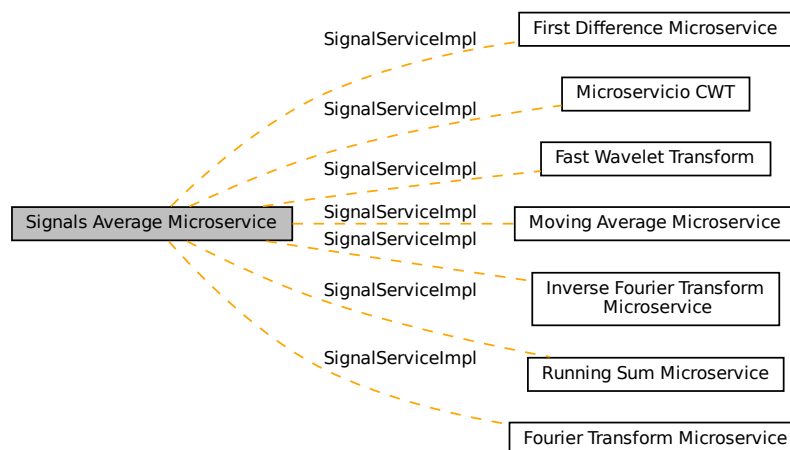 First Difference Microservice
SignalServiceImpl
Microservicio CWT
SignalServiceImpl
Fast Wavelet Transform
SignalServiceImpl
Signals Average Microservice
SignalServiceImpl
Moving Average Microservice
SignalServiceImpl
Inverse Fourier Transform
Microservice
SignalServiceImpl
Running Sum Microservice
SignalServiceImpl
Fourier Transform Microservice